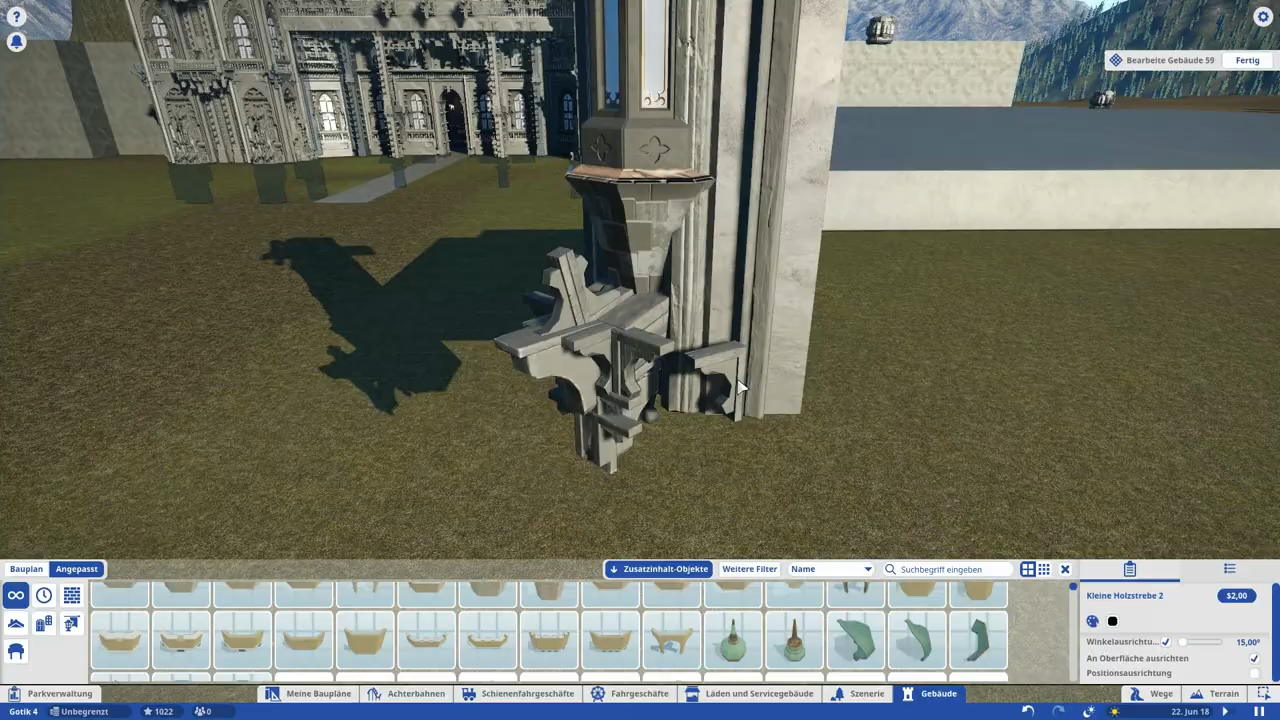 ?
Bearbeite Gebäude 59 Fertig
Bauplan Angepasst Zusatzinhalt-Objekte Weitere Filter Name Suchbegriff eingeben
Kleine Holzstrebe 2 $2,00
Winkelausrichtu... 15,00°
An Oberfläche ausrichten
Positionsausrichtung
Parkverwaltung Meine Baupläne Achterbahnen Schienenfahrgeschäfte Fahrgeschäfte Läden und Servicegebäude Szenerie Gebäude Wege Terrain
Gotik 4 Unbegrenzt 1022 0 22. Jun 18